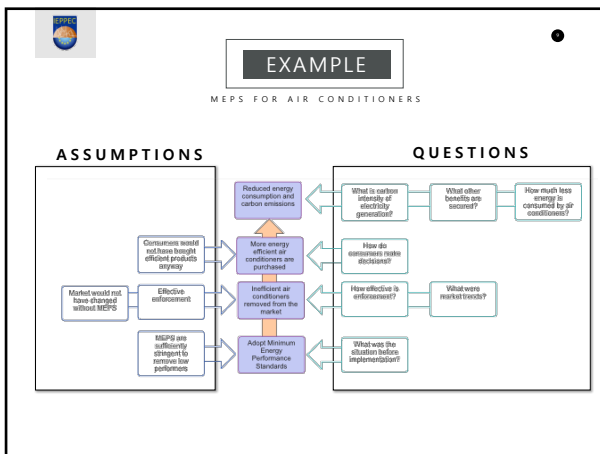 IEPPEC
9
EXAMPLE
MEPS FOR AIR CONDITIONERS
ASSUMPTIONS
QUESTIONS
Reduced energy
consumption and
carbon emissions
What is carbon
intensity of
electricity
generation?
What other
benefits are
secured?
How much less
energy is
consumed by air
conditioners?
Consumers would
not have bought
efficient products
anyway
More energy
efficient air
conditioners are
purchased
How do
consumers make
decisions?
Market would not
have changed
without MEPS
Effective
enforcement
Inefficient air
conditioners
removed from the
market
How effective is
enforcement?
What were
market trends?
MEPS are
sufficiently
stringent to
remove low
performers
Adopt Minimum
Energy
Performance
Standards
What was the
situation before
implementation?